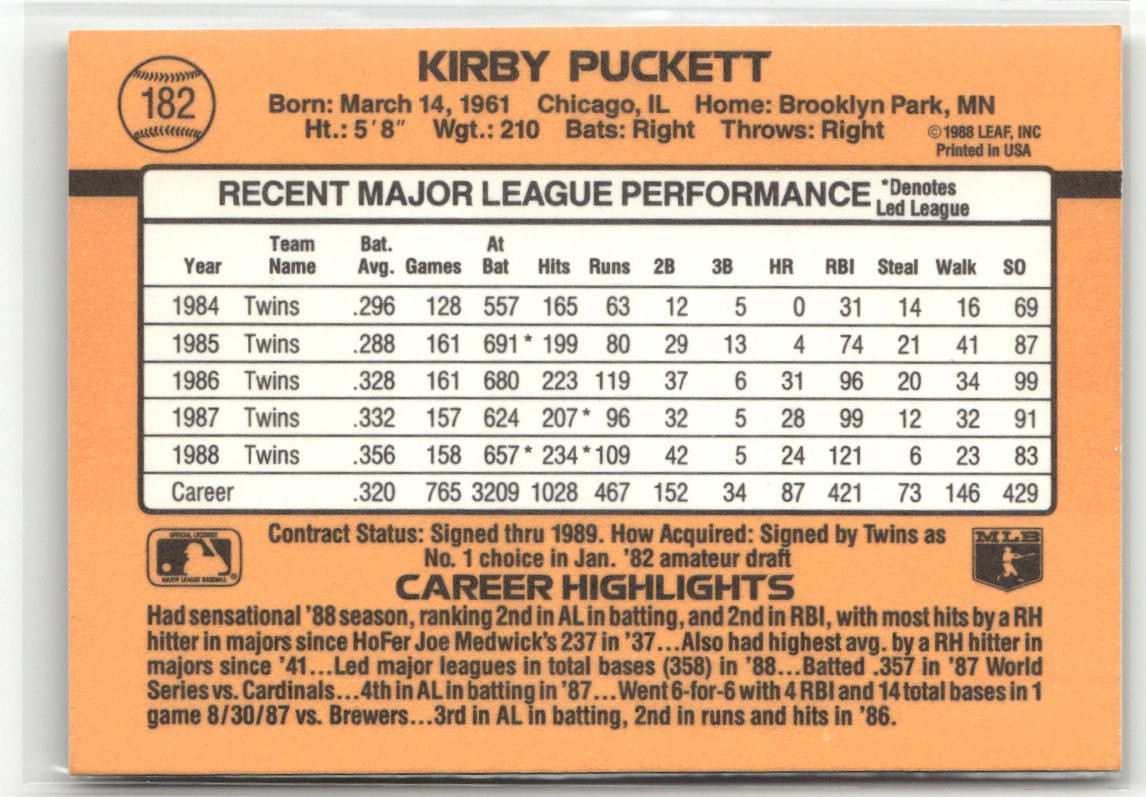 182
KIRBY PUCKETT
Born: March 14, 1961 Chicago, IL Home: Brooklyn Park, MN
Ht.: 5'8" Wgt.: 210 Bats: Right Throws: Right
©1988 LEAF, INC
Printed in USA
RECENT MAJOR LEAGUE PERFORMANCE *Denotes
Led League
Year Team Name Bat. Avg. Games At Bat Hits Runs 2B 3B HR RBI Steal Walk SO
1984 Twins .296 128 557 165 63 12 5 0 31 14 16 69
1985 Twins .288 161 691* 199 80 29 13 4 74 21 41 87
1986 Twins .328 161 680 223 119 37 6 31 96 20 34 99
1987 Twins .332 157 624 207* 96 32 5 28 99 12 32 91
1988 Twins .356 158 657* 234* 109 42 5 24 121 6 23 83
Career .320 765 3209 1028 467 152 34 87 421 73 146 429
OFFICIAL LICENSEE
MAJOR LEAGUE BASEBALL ®
Contract Status: Signed thru 1989. How Acquired: Signed by Twins as
No. 1 choice in Jan. '82 amateur draft
MLB
CAREER HIGHLIGHTS
Had sensational '88 season, ranking 2nd in AL in batting, and 2nd in RBI, with most hits by a RH
hitter in majors since HoFer Joe Medwick's 237 in '37...Also had highest avg. by a RH hitter in
majors since '41...Led major leagues in total bases (358) in '88...Batted .357 in '87 World
Series vs. Cardinals...4th in AL in batting in '87...Went 6-for-6 with 4 RBI and 14 total bases in 1
game 8/30/87 vs. Brewers...3rd in AL in batting, 2nd in runs and hits in '86.